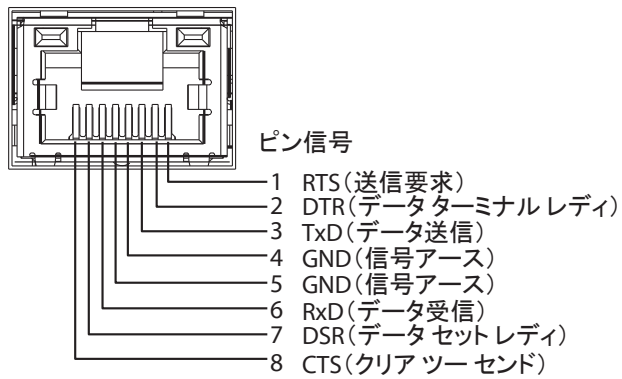 ピン信号
1 RTS（送信要求）
2 DTR（データ ターミナル レディ）
3 TxD（データ送信）
4 GND（信号アース）
5 GND（信号アース）
6 RxD（データ受信）
7 DSR（データ セット レディ）
8 CTS（クリア ツー センド）